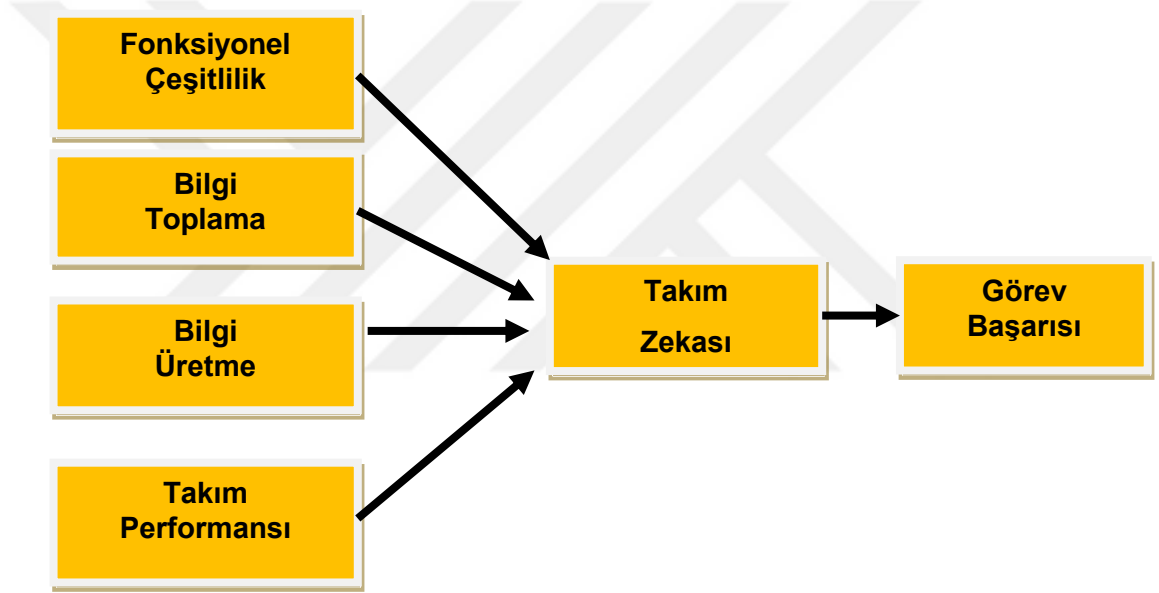 Fonksiyonel
Çeşitlilik
Bilgi
Toplama
Bilgi
Üretme
Takım
Performansı
Takım
Zekası
Görev
Başarısı